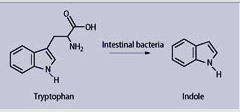 O
OH
NH2
Intestinal bacteria
N
H
N
H
Tryptophan
Indole